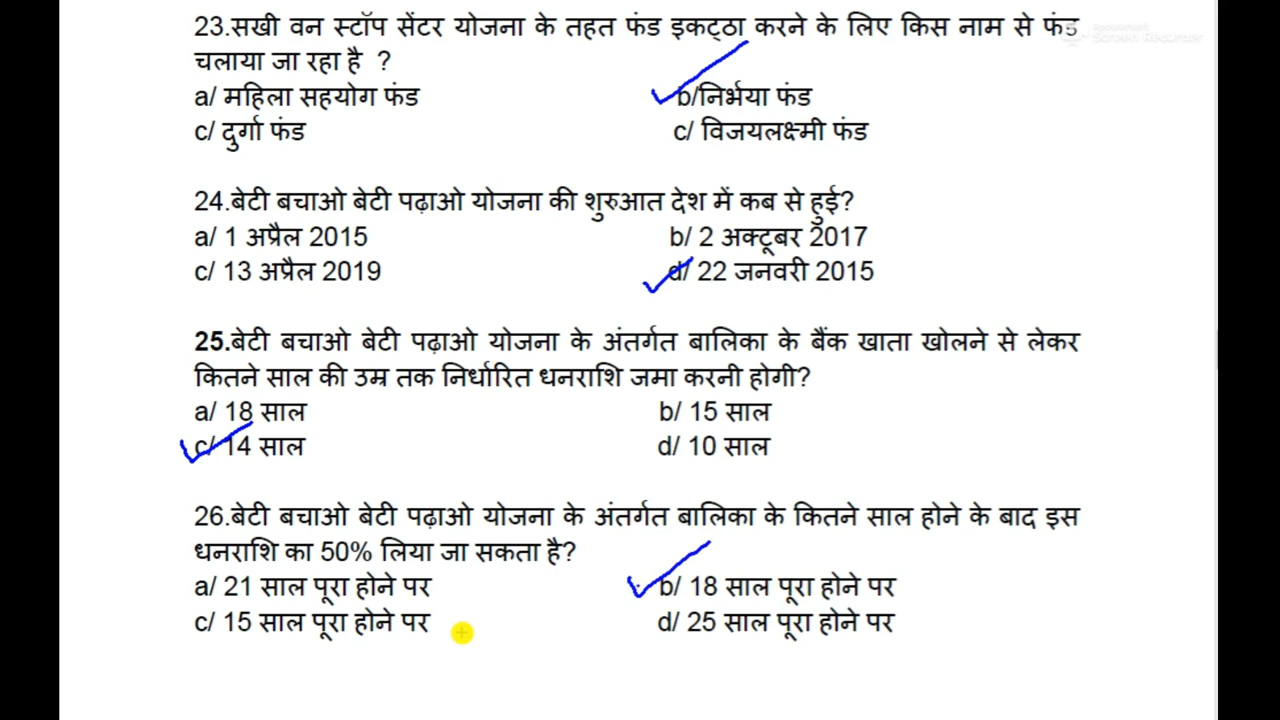 23.सखी वन स्टॉप सेंटर योजना के तहत फंड इकट्ठा करने के लिए किस नाम से फंड
चलाया जा रहा है ?
a/ महिला सहयोग फंड b/निर्भया फंड
c/ दुर्गा फंड c/ विजयलक्ष्मी फंड
24.बेटी बचाओ बेटी पढ़ाओ योजना की शुरुआत देश में कब से हुई?
a/ 1 अप्रैल 2015 b/ 2 अक्टूबर 2017
c/ 13 अप्रैल 2019 d/ 22 जनवरी 2015
25.बेटी बचाओ बेटी पढ़ाओ योजना के अंतर्गत बालिका के बैंक खाता खोलने से लेकर
कितने साल की उम्र तक निर्धारित धनराशि जमा करनी होगी?
a/ 18 साल b/ 15 साल
c/ 14 साल d/ 10 साल
26.बेटी बचाओ बेटी पढ़ाओ योजना के अंतर्गत बालिका के कितने साल होने के बाद इस
धनराशि का 50% लिया जा सकता है?
a/ 21 साल पूरा होने पर b/ 18 साल पूरा होने पर
c/ 15 साल पूरा होने पर d/ 25 साल पूरा होने पर
Screen Recorder